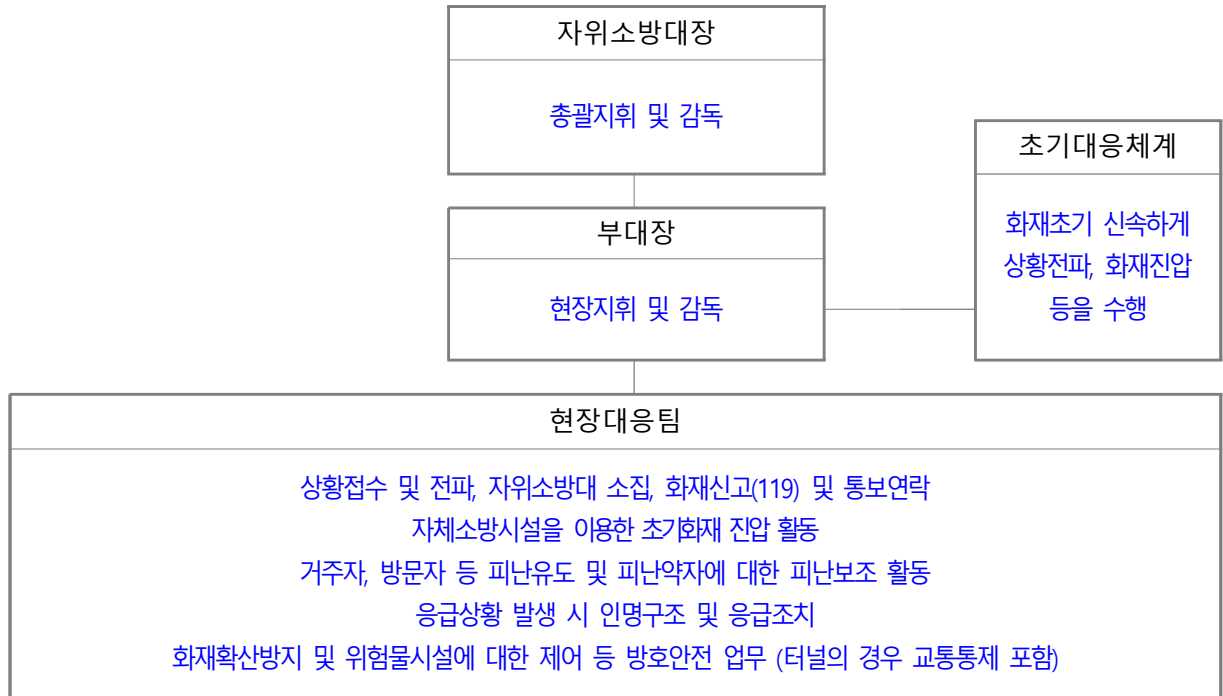 자위소방대장
총괄지휘 및 감독
초기대응체계
화재초기 신속하게
상황전파, 화재진압
등을 수행
부대장
현장지휘 및 감독
현장대응팀
상황접수 및 전파, 자위소방대 소집, 화재신고(119) 및 통보연락
자체소방시설을 이용한 초기화재 진압 활동
거주자, 방문자 등 피난유도 및 피난약자에 대한 피난보조 활동
응급상황 발생 시 인명구조 및 응급조치
화재확산방지 및 위험물시설에 대한 제어 등 방호안전 업무 (터널의 경우 교통통제 포함)